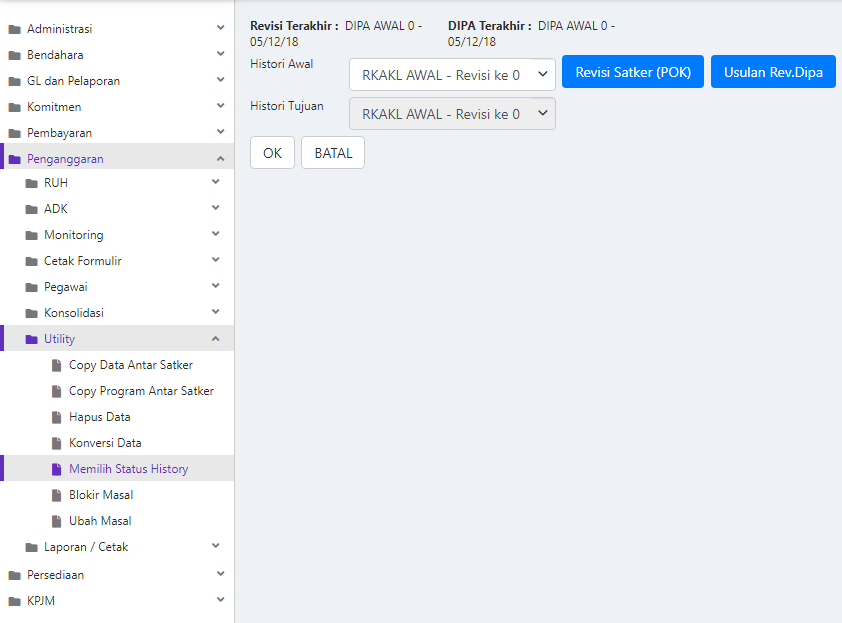 Administrasi
Bendahara
GL dan Pelaporan
Komitmen
Pembayaran
Penganggaran
RUH
ADK
Monitoring
Cetak Formulir
Pegawai
Konsolidasi
Utility
Copy Data Antar Satker
Copy Program Antar Satker
Hapus Data
Konversi Data
Memilih Status History
Blokir Masal
Ubah Masal
Laporan / Cetak
Persediaan
KPJM
Revisi Terakhir : DIPA AWAL 0 -
05/12/18
DIPA Terakhir : DIPA AWAL 0 -
05/12/18
Histori Awal
RKAKL AWAL - Revisi ke 0
Revisi Satker (POK)
Usulan Rev.Dipa
Histori Tujuan
RKAKL AWAL - Revisi ke 0
OK
BATAL